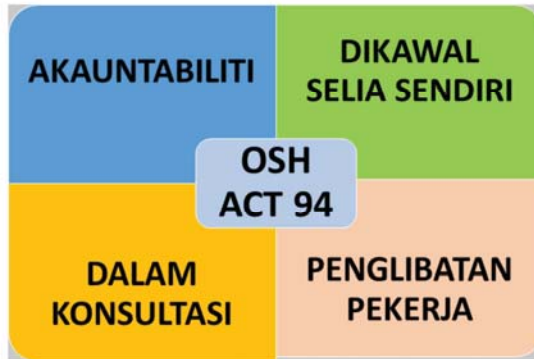 AKAUNTABILITI
DIKAWAL
SELIA SENDIRI
OSH
ACT 94
DALAM
KONSULTASI
PENGLIBATAN
PEKERJA